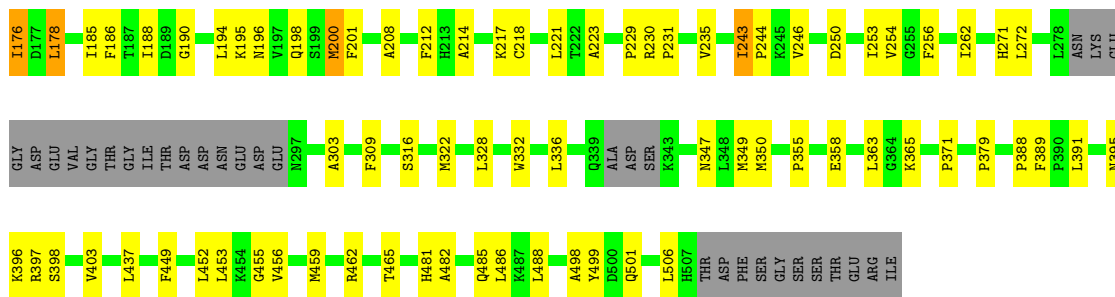 I176 D177 L178 I185 F186 T187 I188 D189 G190 L194 K195 N196 V197 Q198 S199 M200 F201 A208 F212 H213 A214 K217 C218 L221 T222 A223 P229 R230 P231 V235 I243 P244 K245 V246 D250 I253 V254 G255 F256 I262 H271 L272 L278 ASN LYS GLU
GLY ASP GLU VAL GLY THR GLY ILE THR ASP ASP ASN GLU ASP GLU N297 A303 F309 S316 M322 L328 W332 L336 Q339 ALA ASP SER K343 N347 L348 M349 M350 P355 E358 L363 G364 K365 P371 P379 P388 F389 P390 L391
K396 R397 S398 V403 L437 F449 L452 L453 K454 G455 V456 M459 R462 T465 H481 A482 Q485 L486 K487 L488 A498 Y499 D500 Q501 L506 H507 THR ASP PHE SER GLY SER SER THR GLU ARG ILE